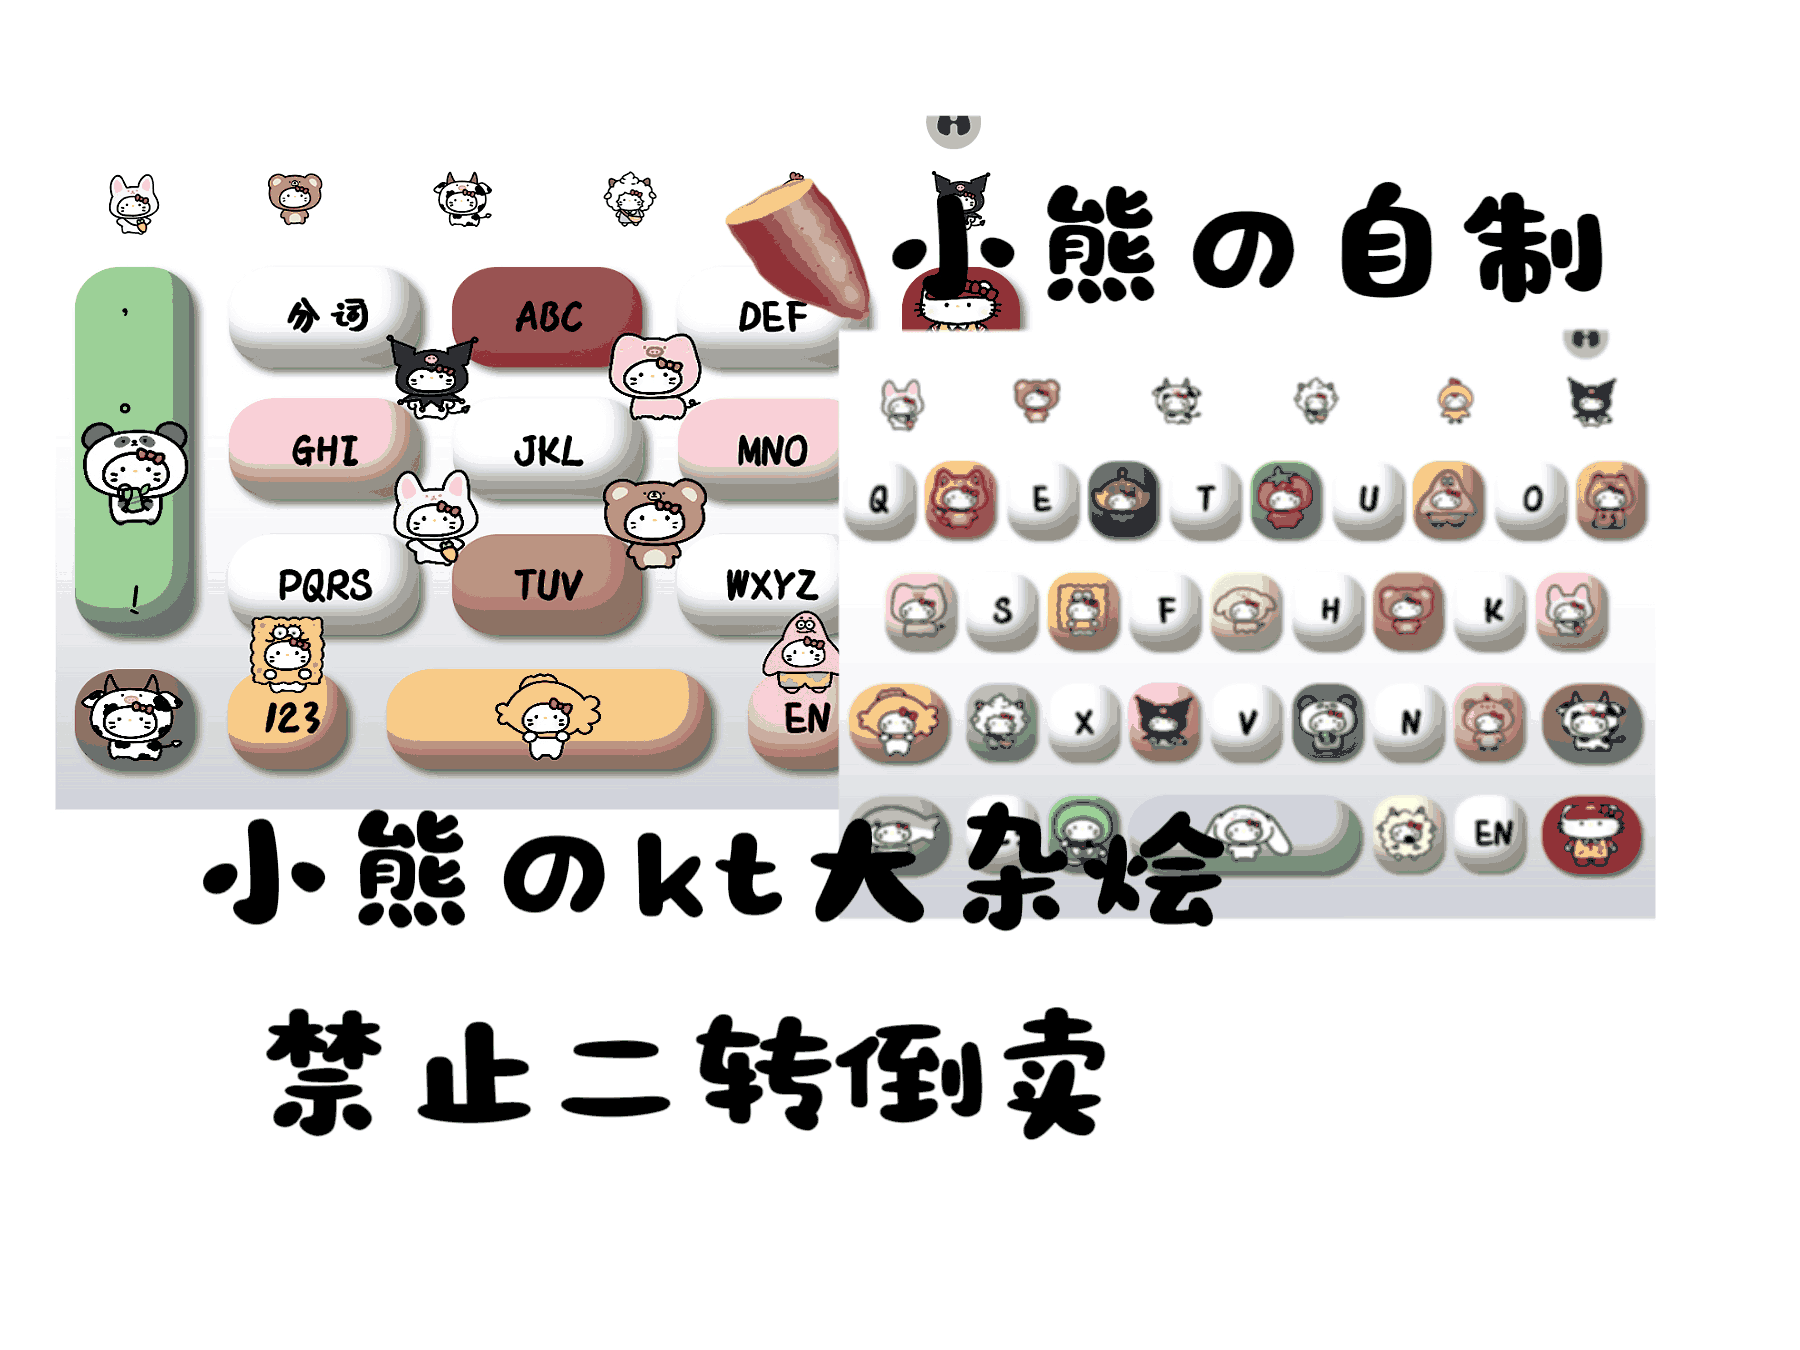 小熊の自制
, 分词 ABC DEF
。
GHI JKL MNO
! PQRS TUV WXYZ
123 EN
Q E T U O
S F H K
X V N
EN
小熊のkt大杂烩
禁止二转倒卖